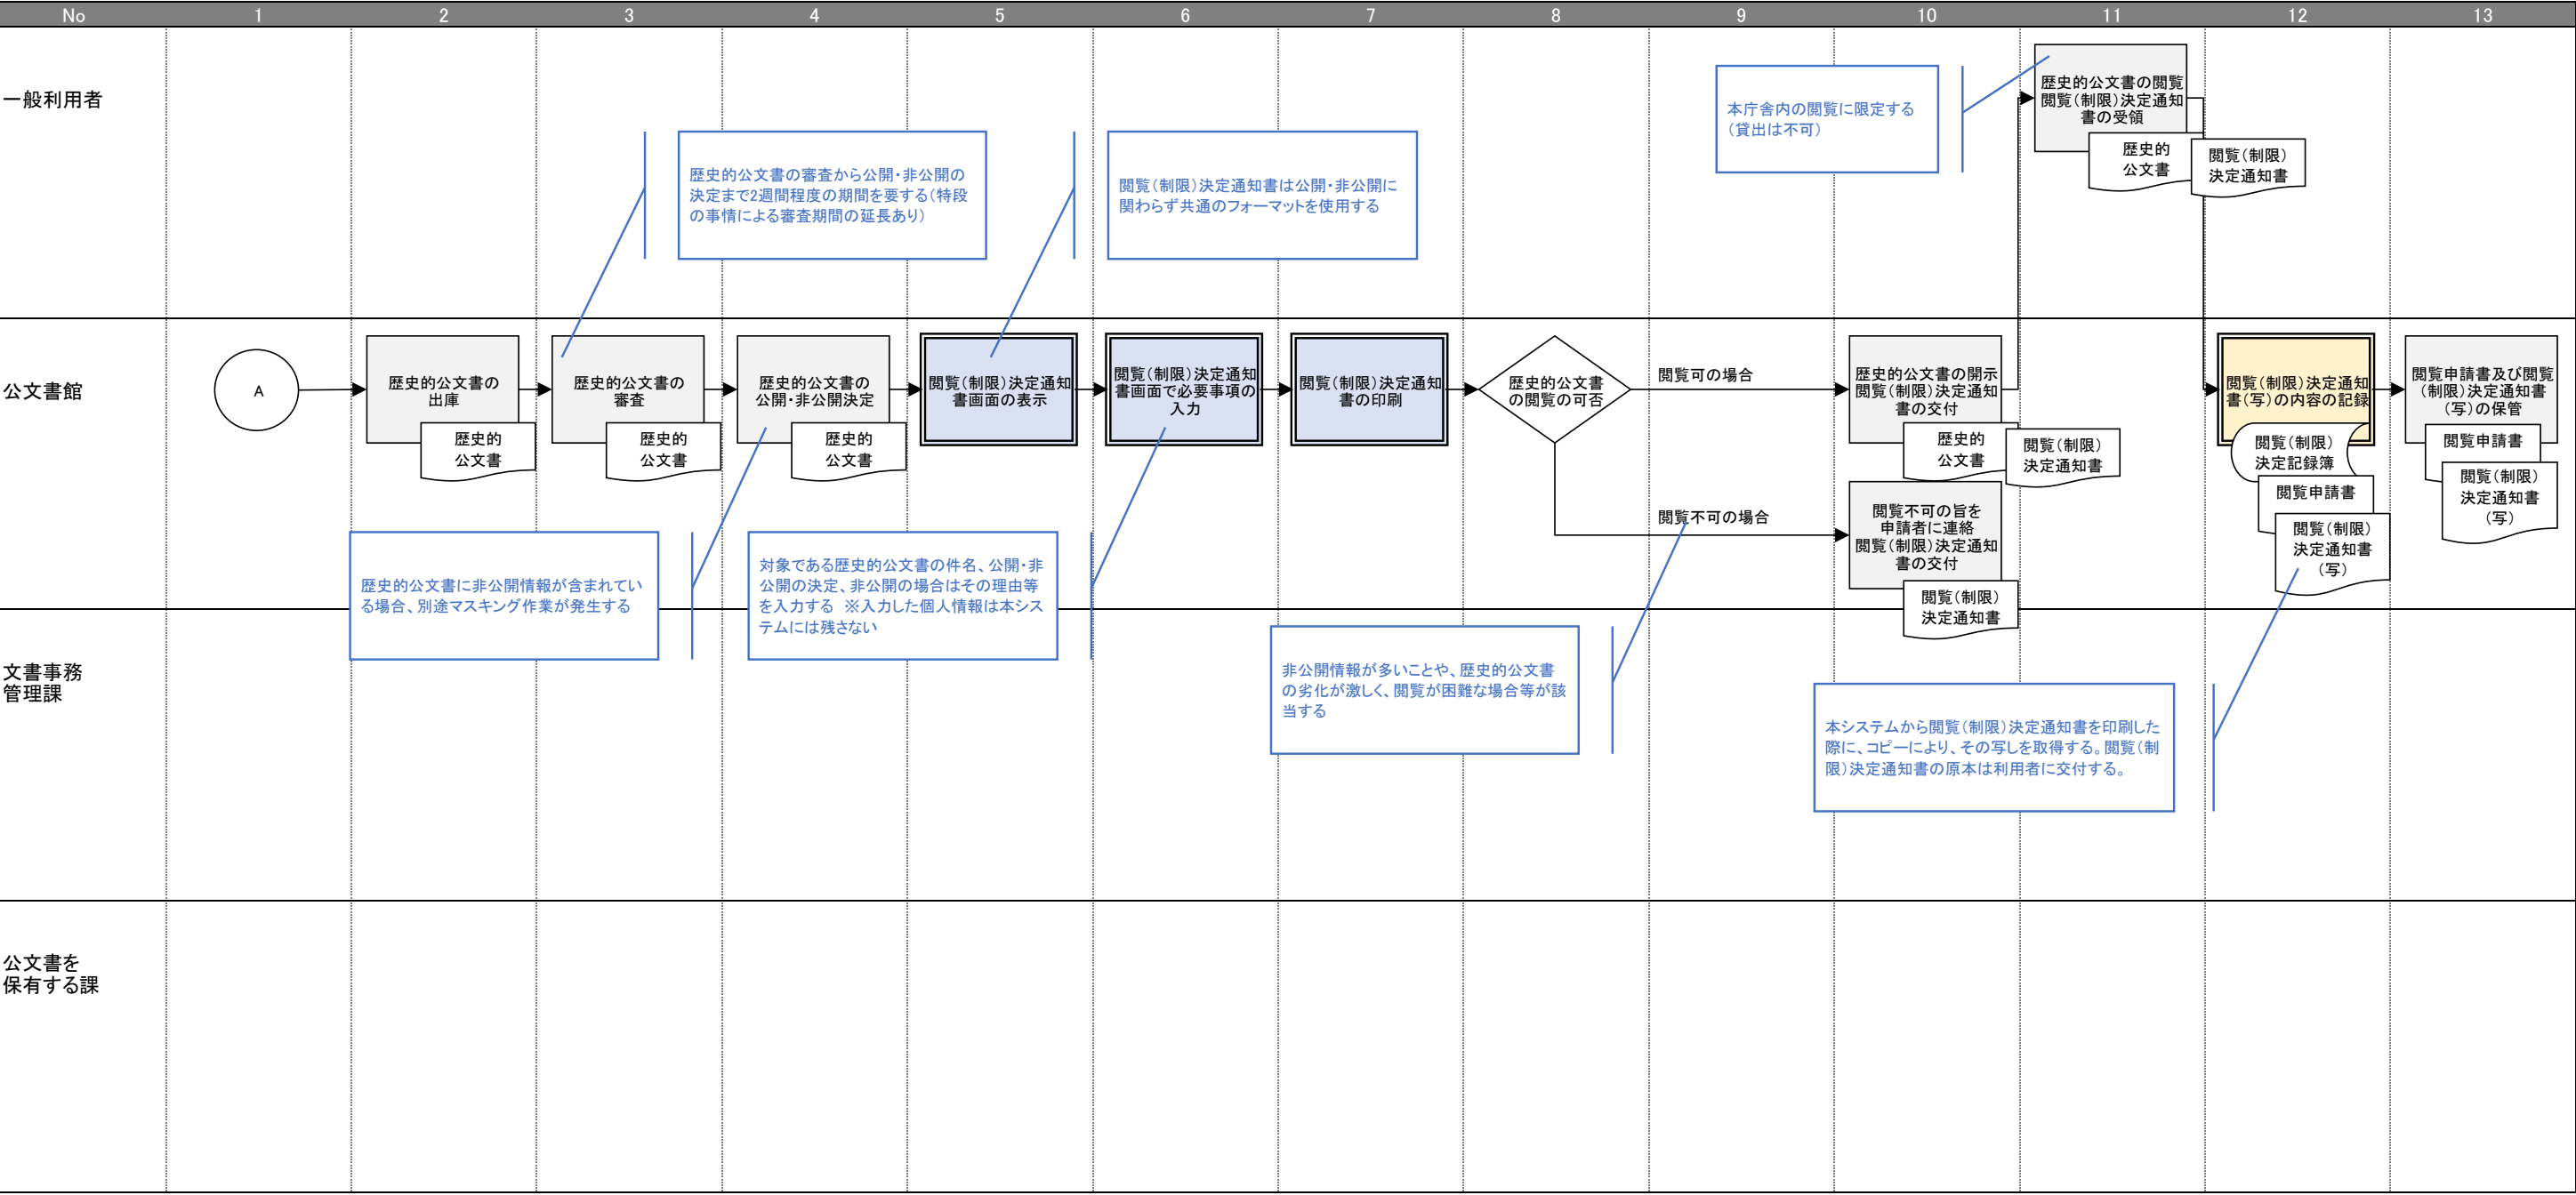 No 1 2 3 4 5 6 7 8 9 10 11 12 13
一般利用者
歴史的公文書の審査から公開・非公開の
決定まで2週間程度の期間を要する(特段
の事情による審査期間の延長あり)
閲覧(制限)決定通知書は公開・非公開に
関わらず共通のフォーマットを使用する
本庁舎内の閲覧に限定する
(貸出は不可)
歴史的公文書の閲覧
閲覧(制限)決定通知
書の受領
歴史的
公文書
閲覧(制限)
決定通知書
公文書館
A
歴史的公文書の
出庫
歴史的
公文書
歴史的公文書の
審査
歴史的
公文書
歴史的公文書の
公開・非公開決定
歴史的
公文書
閲覧(制限)決定通知
書画面の表示
閲覧(制限)決定通知
書画面で必要事項の
入力
閲覧(制限)決定通知
書の印刷
歴史的公文書
の閲覧の可否
閲覧可の場合
歴史的公文書の開示
閲覧(制限)決定通知
書の交付
歴史的
公文書
閲覧(制限)
決定通知書
閲覧不可の場合
閲覧不可の旨を
申請者に連絡
閲覧(制限)決定通知
書の交付
閲覧(制限)
決定通知書
閲覧(制限)決定通知
書(写)の内容の記録
閲覧(制限)
決定記録簿
閲覧申請書
閲覧(制限)
決定通知書
(写)
閲覧申請書及び閲覧
(制限)決定通知書
(写)の保管
閲覧申請書
閲覧(制限)
決定通知書
(写)
歴史的公文書に非公開情報が含まれてい
る場合、別途マスキング作業が発生する
対象である歴史的公文書の件名、公開・非
公開の決定、非公開の場合はその理由等
を入力する ※入力した個人情報は本シス
テムには残さない
文書事務
管理課
非公開情報が多いことや、歴史的公文書
の劣化が激しく、閲覧が困難な場合等が該
当する
本システムから閲覧(制限)決定通知書を印刷した
際に、コピーにより、その写しを取得する。閲覧(制
限)決定通知書の原本は利用者に交付する。
公文書を
保有する課